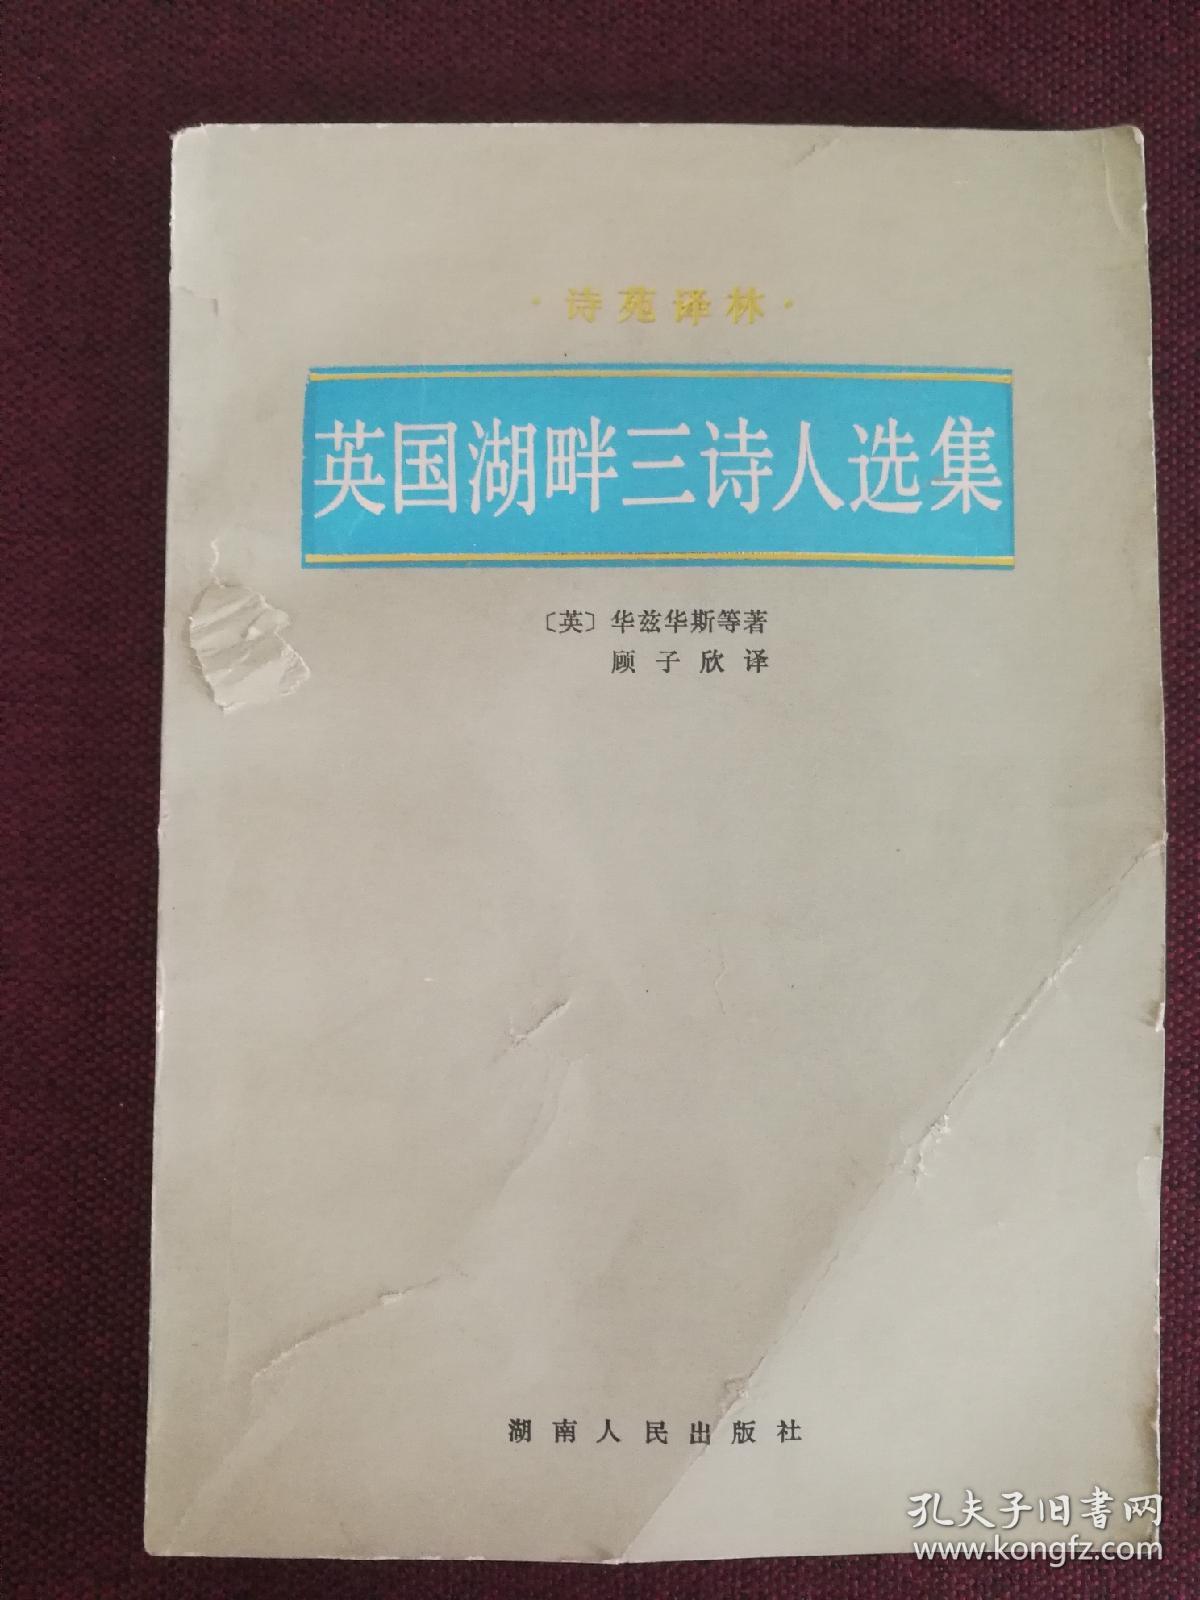 ·诗苑译林·
英国湖畔三诗人选集
〔英〕华兹华斯等著
顾子欣译
湖南人民出版社
孔夫子旧书网
www.kongfz.com